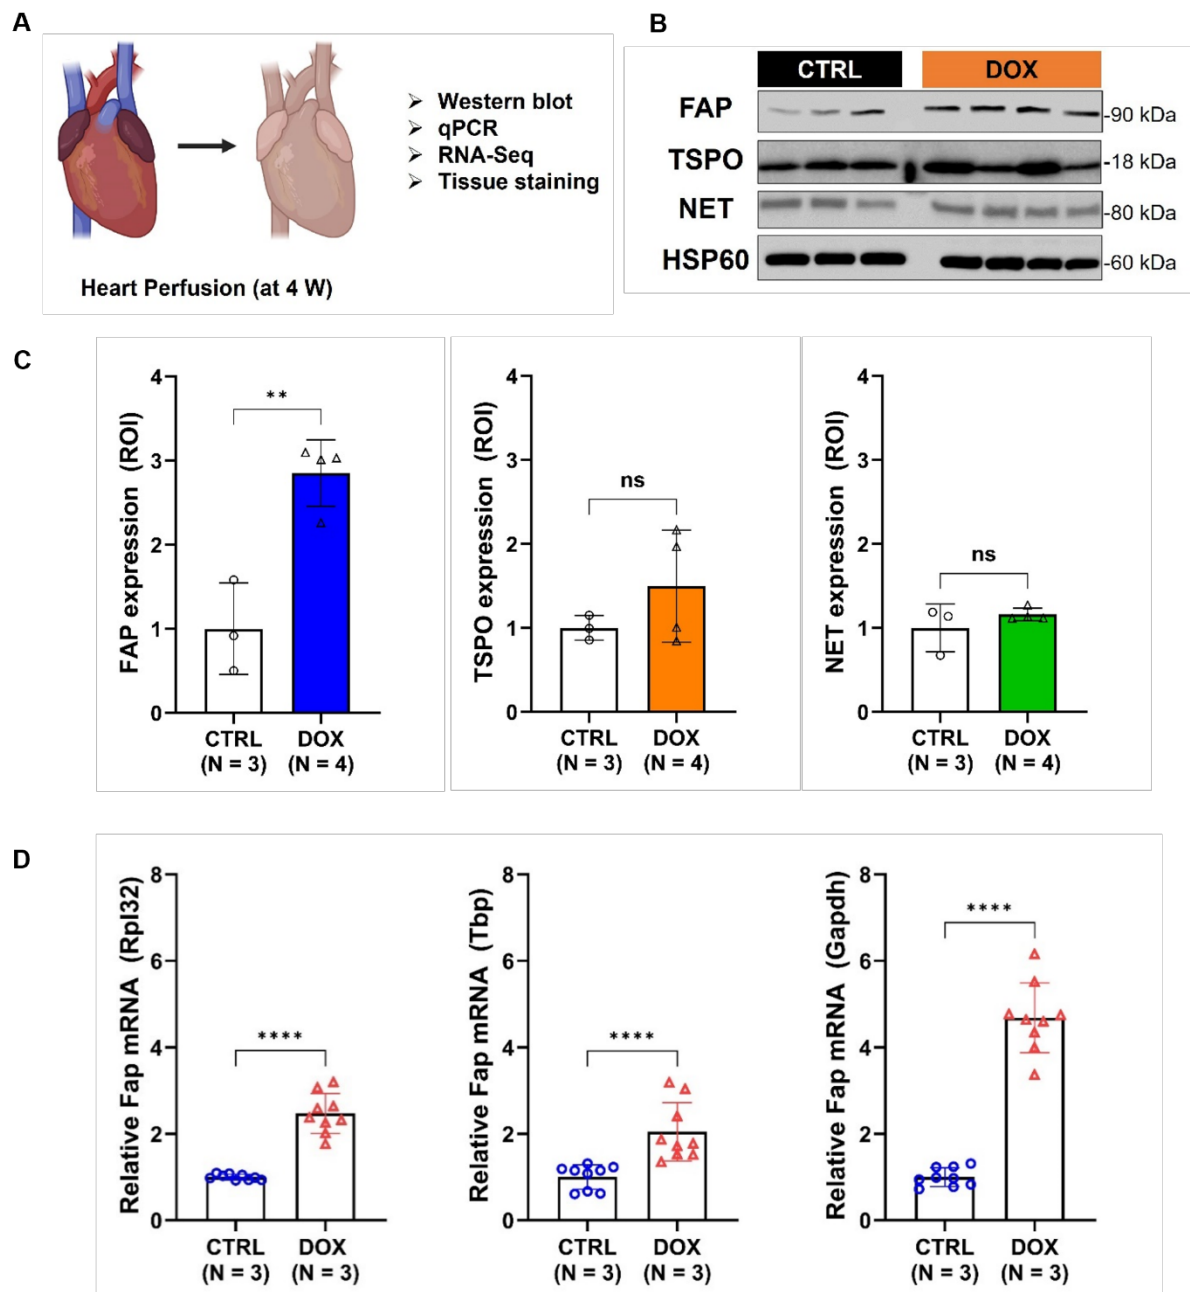 A
➢ Western blot
➢ qPCR
➢ RNA-Seq
➢ Tissue staining
Heart Perfusion (at 4 W)
B
CTRL DOX
FAP -90 kDa
TSPO -18 kDa
NET -80 kDa
HSP60 -60 kDa
C
FAP expression (ROI)
4
3
2
1
0
**
CTRL DOX
(N = 3) (N = 4)
TSPO expression (ROI)
4
3
2
1
0
ns
CTRL DOX
(N = 3) (N = 4)
NET expression (ROI)
4
3
2
1
0
ns
CTRL DOX
(N = 3) (N = 4)
D
Relative Fap mRNA (Rpl32)
8
6
4
2
0
****
CTRL DOX
(N = 3) (N = 3)
Relative Fap mRNA (Tbp)
8
6
4
2
0
****
CTRL DOX
(N = 3) (N = 3)
Relative Fap mRNA (Gapdh)
8
6
4
2
0
****
CTRL DOX
(N = 3) (N = 3)